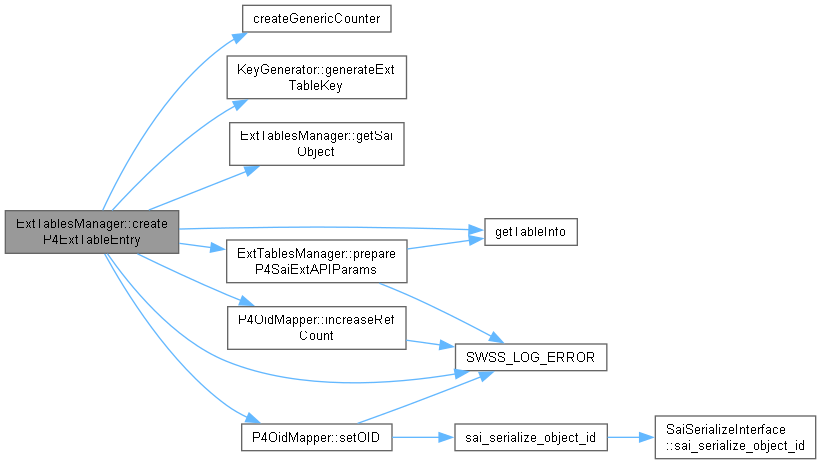 createGenericCounter
KeyGenerator::generateExt
TableKey
ExtTablesManager::getSai
Object
ExtTablesManager::create
P4ExtTableEntry
getTableInfo
ExtTablesManager::prepare
P4SaiExtAPIParams
P4OidMapper::increaseRef
Count
SWSS_LOG_ERROR
P4OidMapper::setOID
sai_serialize_object_id
SaiSerializeInterface
::sai_serialize_object_id